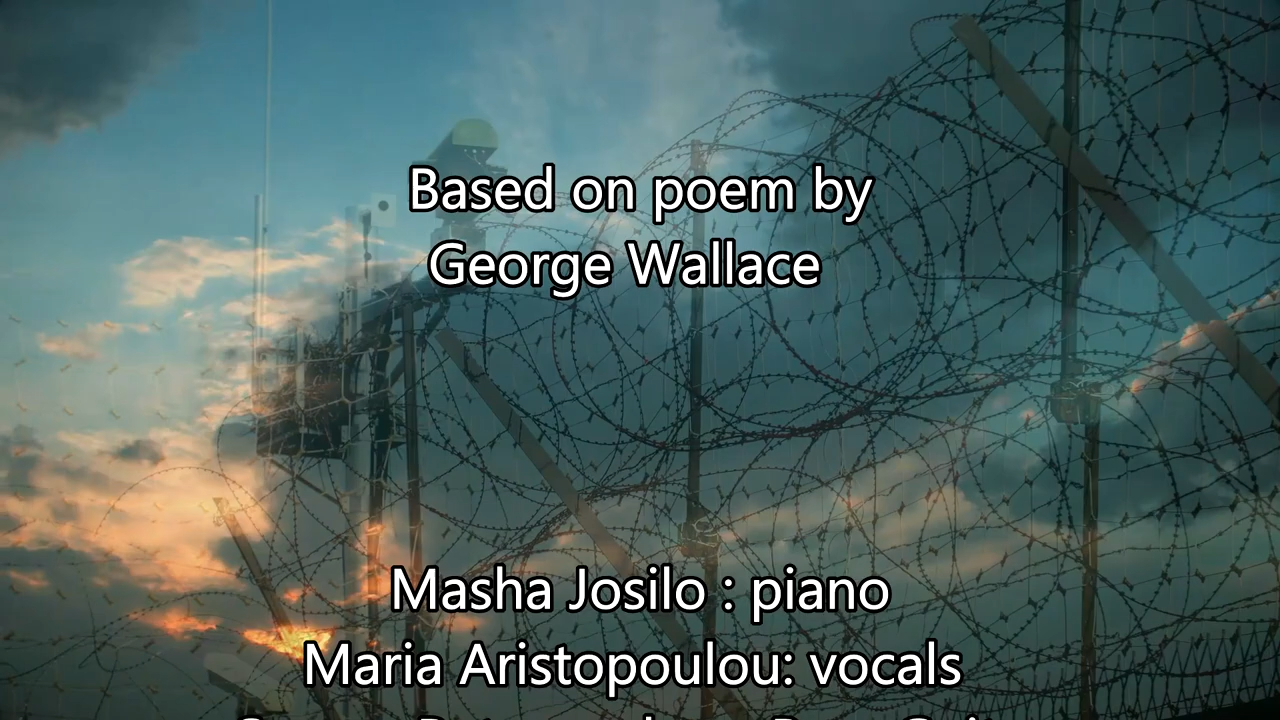 Based on poem by
George Wallace
Masha Josilo : piano
Maria Aristopoulou: vocals